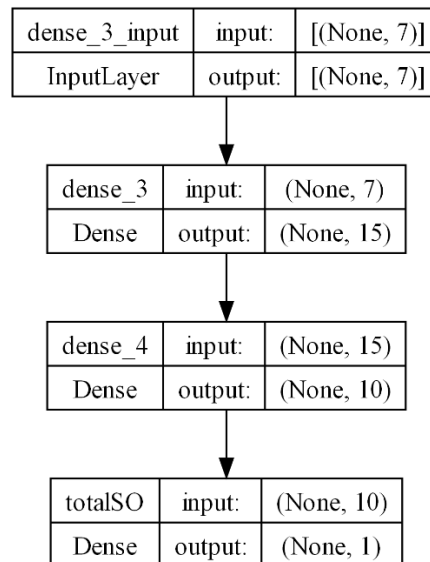 dense_3_input input: [(None, 7)]
InputLayer output: [(None, 7)]
dense_3 input: (None, 7)
Dense output: (None, 15)
dense_4 input: (None, 15)
Dense output: (None, 10)
totalSO input: (None, 10)
Dense output: (None, 1)